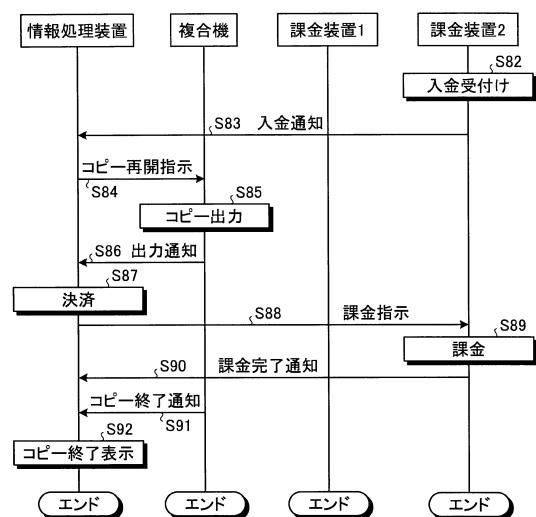 情報処理装置
複合機
課金装置1
課金装置2
S82
入金受付け
S83 入金通知
コピー再開指示
S84
S85
コピー出力
S86 出力通知
S87
決済
S88 課金指示
S89
課金
S90 課金完了通知
コピー終了通知
S91
S92
コピー終了表示
エンド
エンド
エンド
エンド